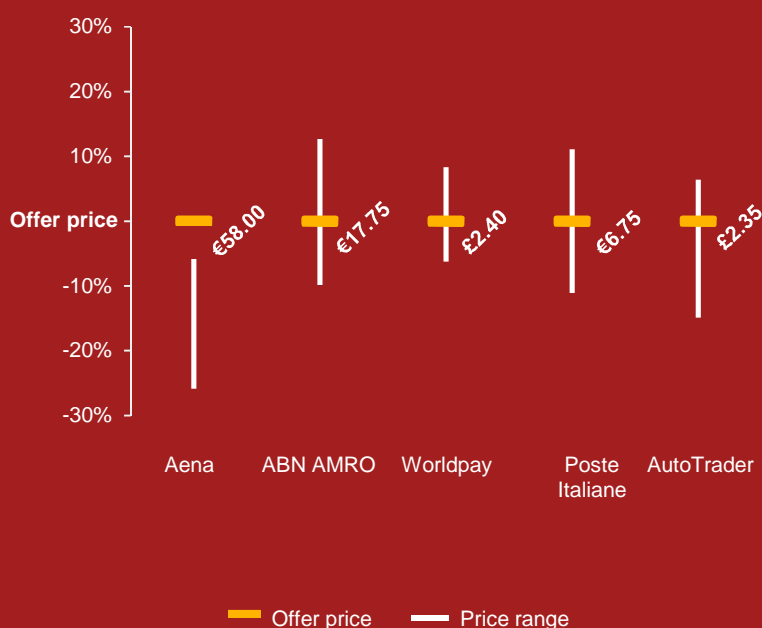 30%
20%
10%
Offer price
-10%
-20%
-30%
€58.00
€17.75
£2.40
€6.75
£2.35
Aena
ABN AMRO
Worldpay
Poste
Italiane
AutoTrader
Offer price
Price range